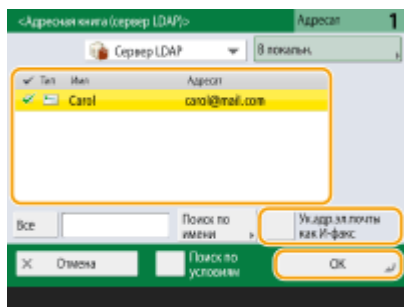 <Адресная книга (сервер LDAP)> Адресат 1
Сервер LDAP В локальн.
Тип Имя Адресат
Carol carol@mail.com
Все Поиск по имени Ук.адр.эл.почты как И-факс
Отмена Поиск по условиям OK